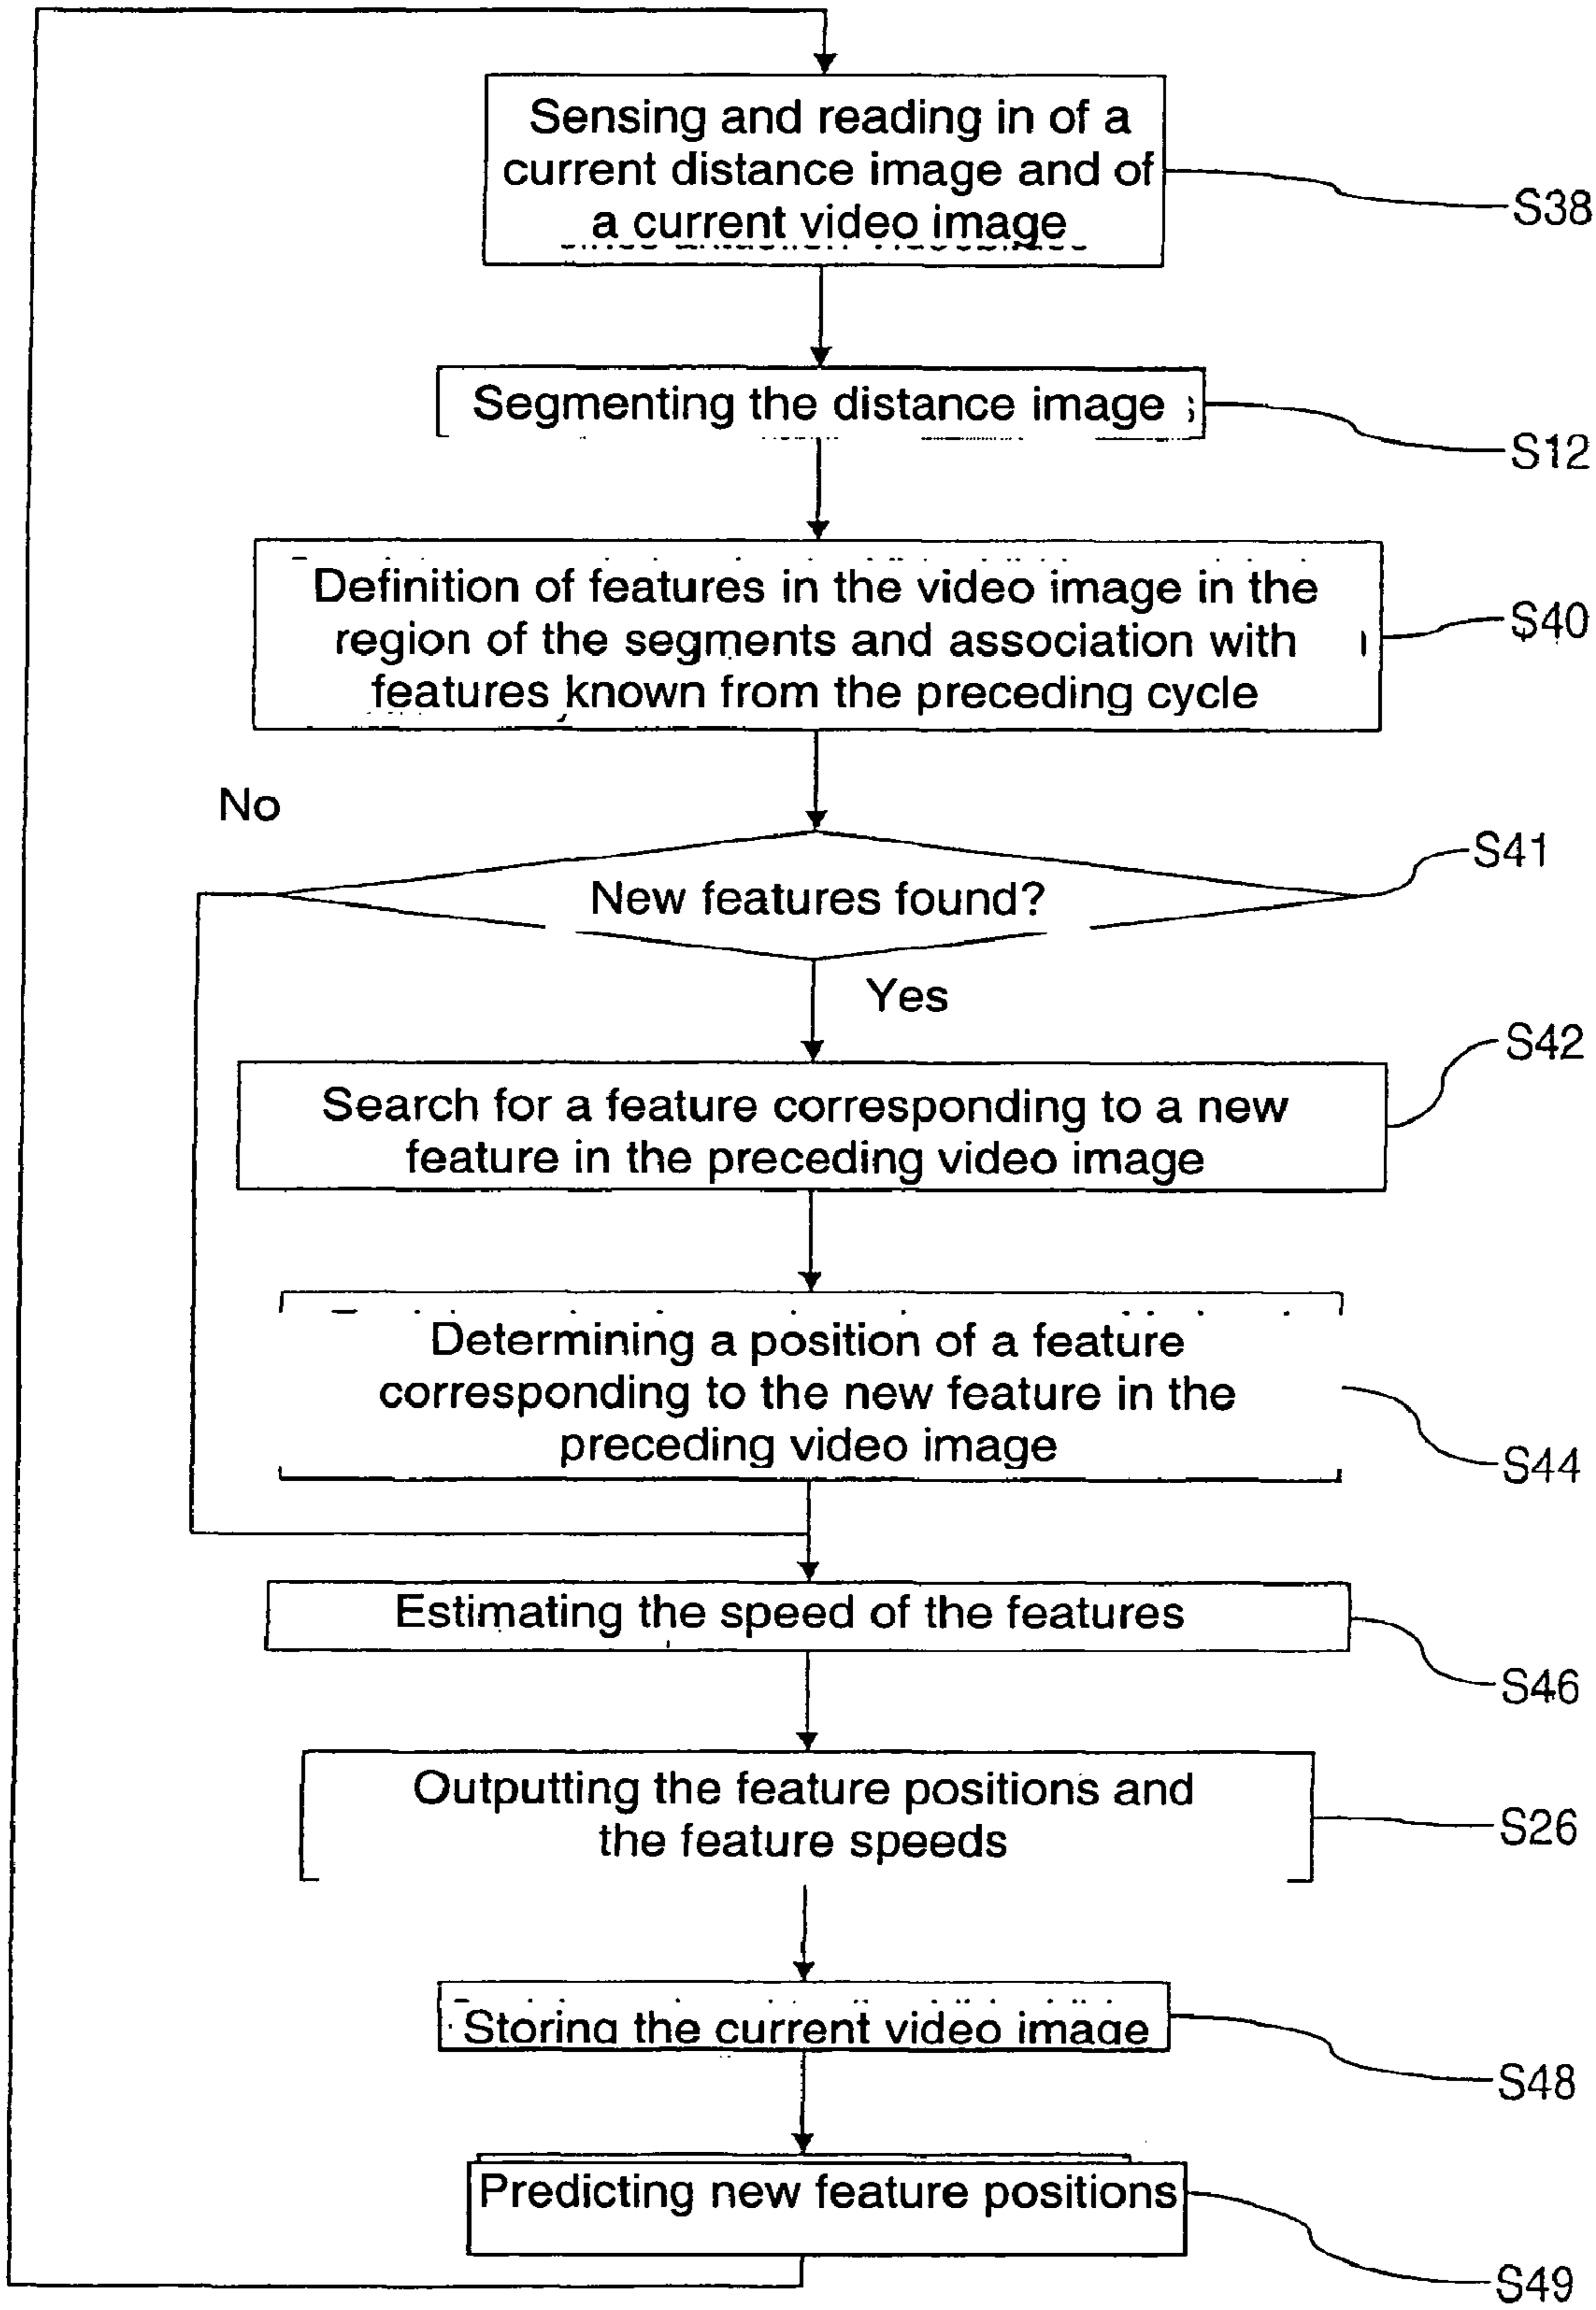 Sensing and reading in of a
current distance image and of
a current video image
S38
Segmenting the distance image
S12
Definition of features in the video image in the
region of the segments and association with
features known from the preceding cycle
S40
No
New features found?
S41
Yes
S42
Search for a feature corresponding to a new
feature in the preceding video image
Determining a position of a feature
corresponding to the new feature in the
preceding video image
S44
Estimating the speed of the features
S46
Outputting the feature positions and
the feature speeds
S26
Storing the current video image
S48
Predicting new feature positions
S49